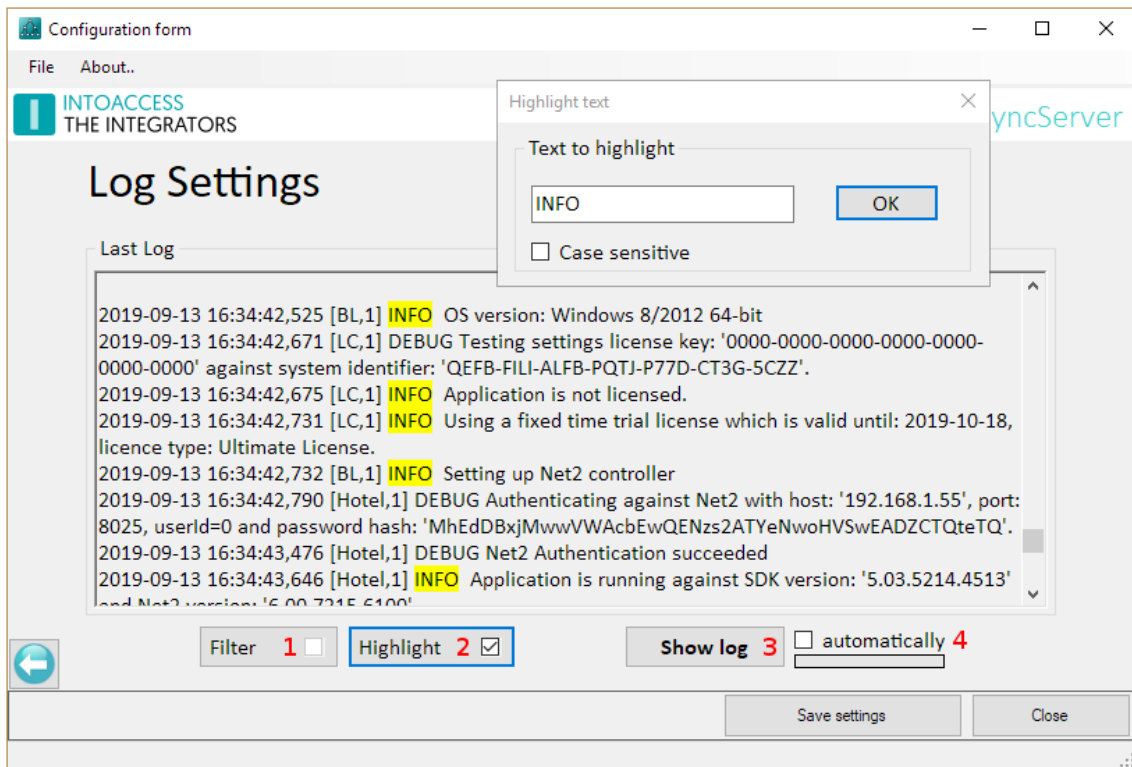 Configuration form
File About..
INTOACCESS
THE INTEGRATORS
yncServer
Highlight text
Text to highlight
INFO
OK
Case sensitive
Log Settings
Last Log
2019-09-13 16:34:42,525 [BL,1] INFO OS version: Windows 8/2012 64-bit
2019-09-13 16:34:42,671 [LC,1] DEBUG Testing settings license key: '0000-0000-0000-0000-0000-
0000-0000' against system identifier: 'QEFB-FILI-ALFB-PQTJ-P77D-CT3G-5CZZ'.
2019-09-13 16:34:42,675 [LC,1] INFO Application is not licensed.
2019-09-13 16:34:42,731 [LC,1] INFO Using a fixed time trial license which is valid until: 2019-10-18,
licence type: Ultimate License.
2019-09-13 16:34:42,732 [BL,1] INFO Setting up Net2 controller
2019-09-13 16:34:42,790 [Hotel,1] DEBUG Authenticating against Net2 with host: '192.168.1.55', port:
8025, userId=0 and password hash: 'MhEdDBxjMwwVWAcbEwQENzs2ATYeNwoHVSwEADZCTQteTQ'.
2019-09-13 16:34:43,476 [Hotel,1] DEBUG Net2 Authentication succeeded
2019-09-13 16:34:43,646 [Hotel,1] INFO Application is running against SDK version: '5.03.5214.4513'
and Net2 version: '6.00.7215.6100'
Filter 1
Highlight 2
Show log 3
automatically 4
Save settings
Close